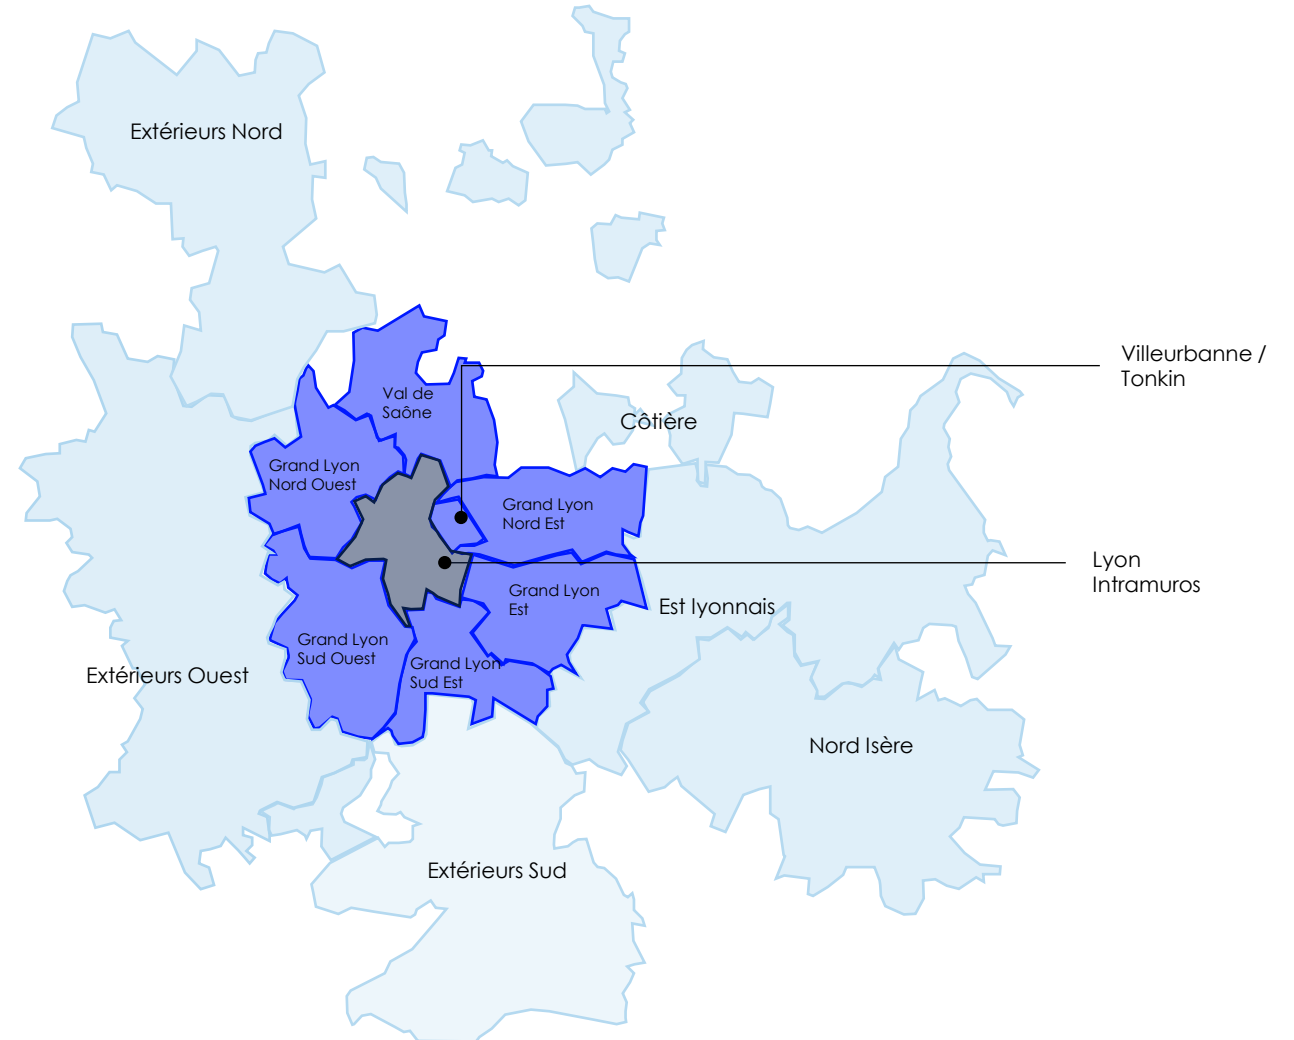 Extérieurs Nord
Villeurbanne /
Tonkin
Val de
Saône
Côtière
Grand Lyon
Nord Ouest
Grand Lyon
Nord Est
Lyon
Intramuros
Grand Lyon
Est
Est lyonnais
Grand Lyon
Sud Ouest
Grand Lyon
Sud Est
Extérieurs Ouest
Nord Isère
Extérieurs Sud